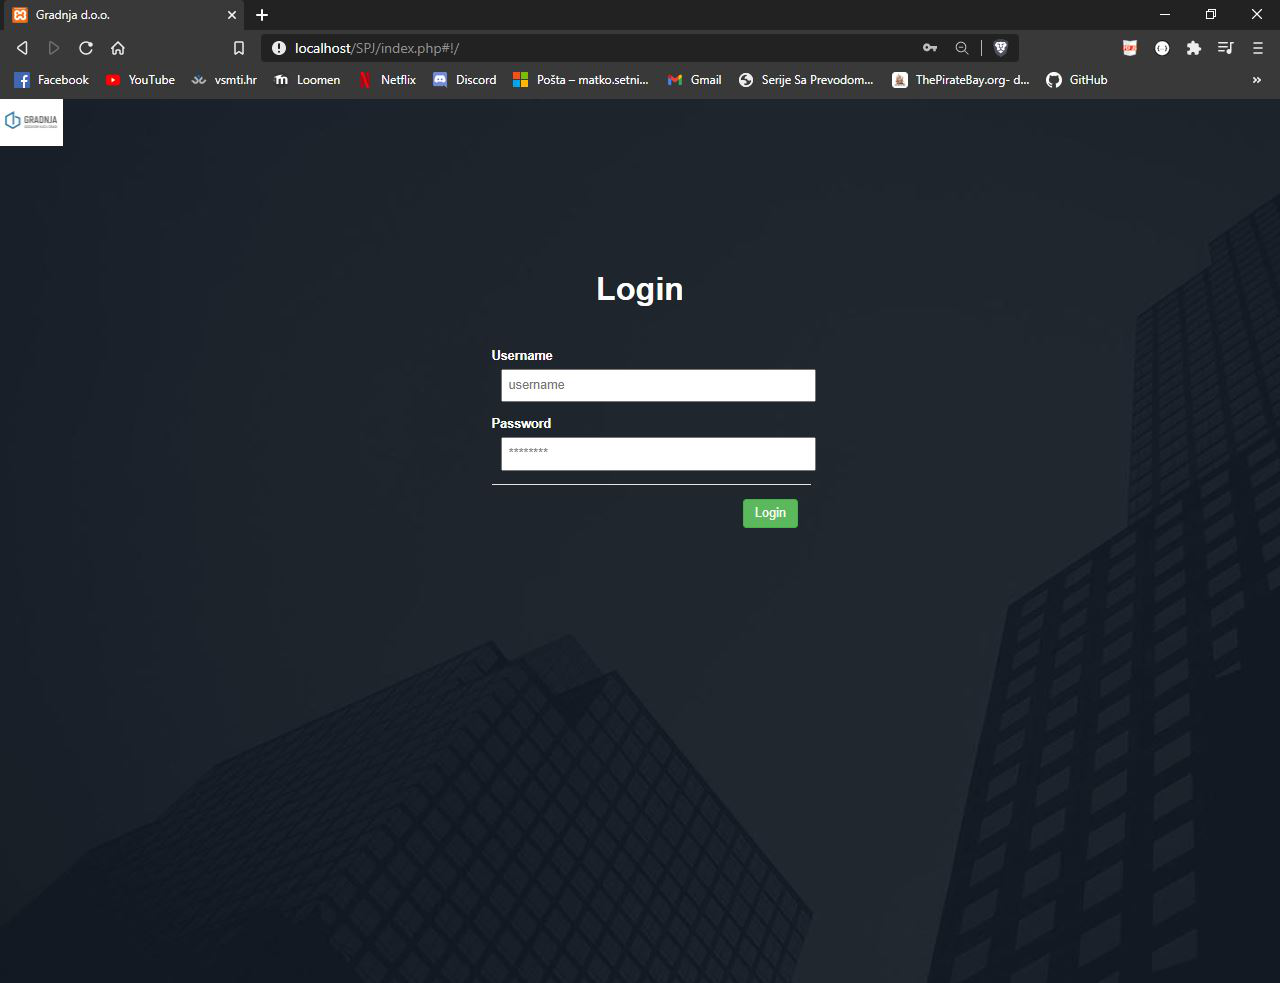 Gradnja d.o.o.
localhost/SPJ/index.php#!/
Facebook YouTube vsmti.hr Loomen Netflix Discord Pošta – matko.setni... Gmail Serije Sa Prevodom... ThePirateBay.org- d... GitHub »
GRADNJA
Login
Username
username
Password
********
Login